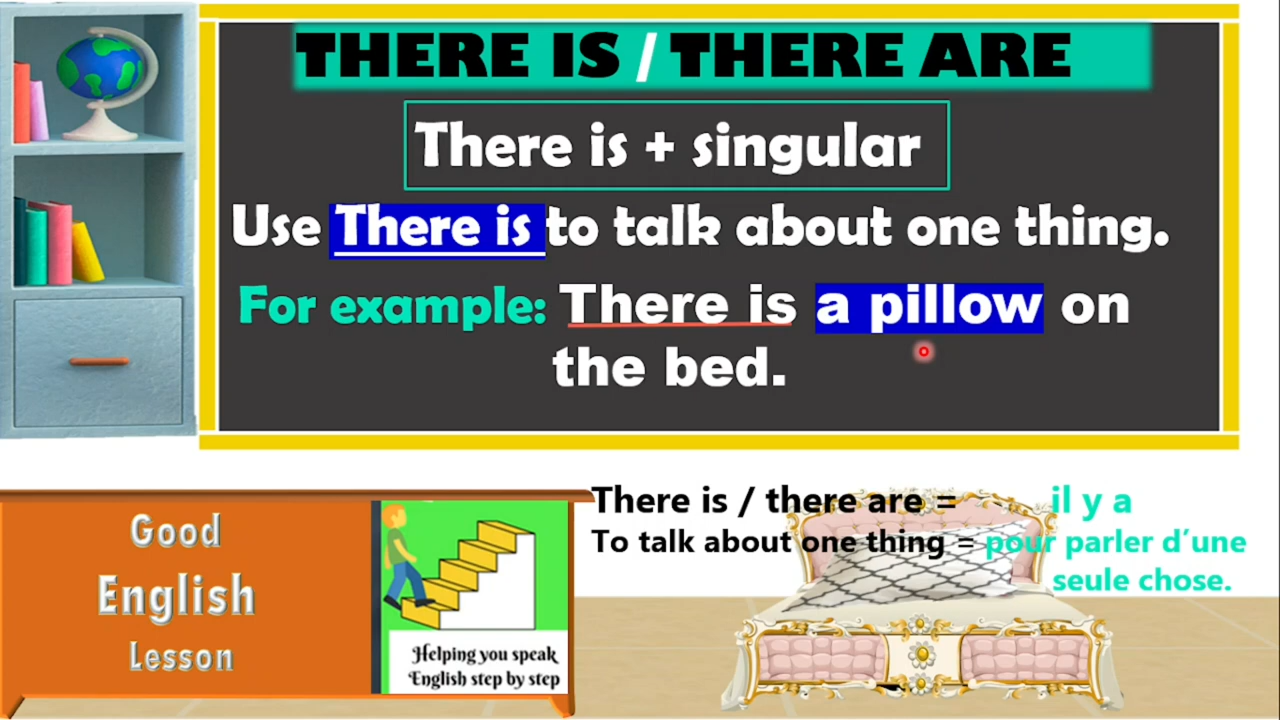 THERE IS / THERE ARE
There is + singular
Use There is to talk about one thing.
For example: There is a pillow on
the bed.
There is / there are = il y a
To talk about one thing = pour parler d’une
seule chose.
Good
English
Lesson
Helping you speak
English step by step